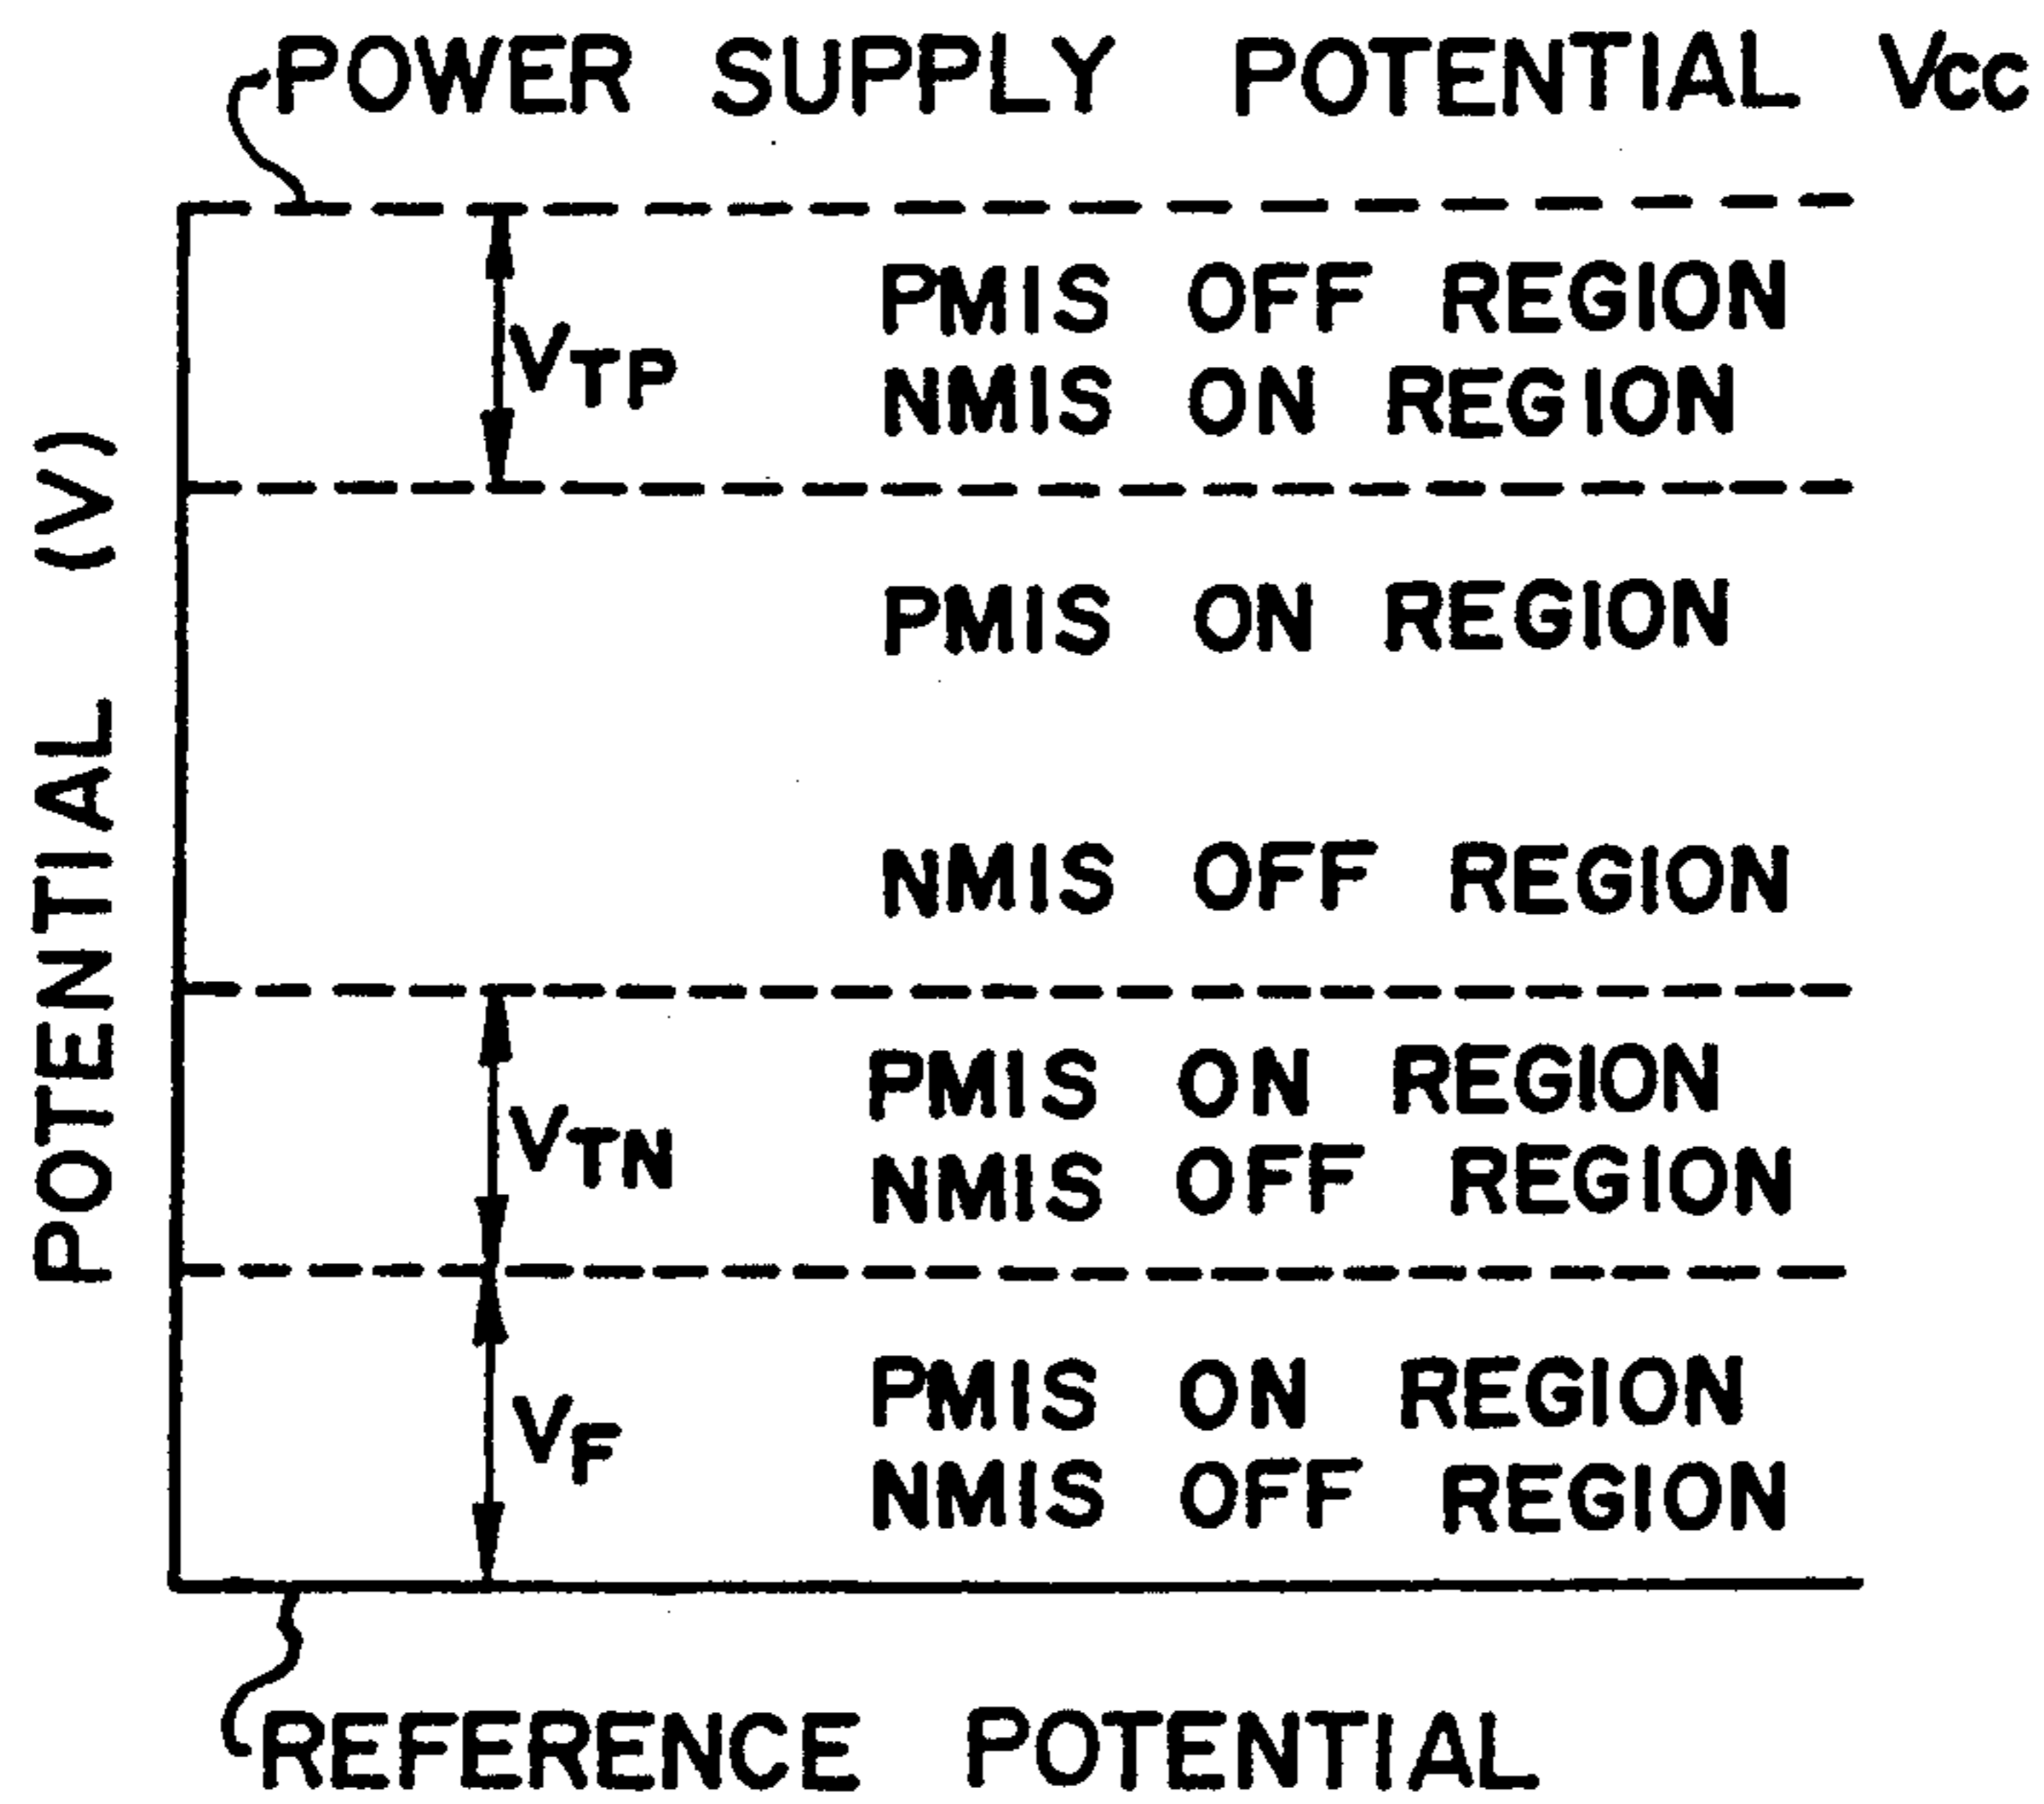 POWER SUPPLY POTENTIAL VCC
PMIS OFF REGION
VTP
NMIS ON REGION
POTENTIAL (V)
PMIS ON REGION
NMIS OFF REGION
PMIS ON REGION
VTN
NMIS OFF REGION
PMIS ON REGION
VF
NMIS OFF REGION
REFERENCE POTENTIAL